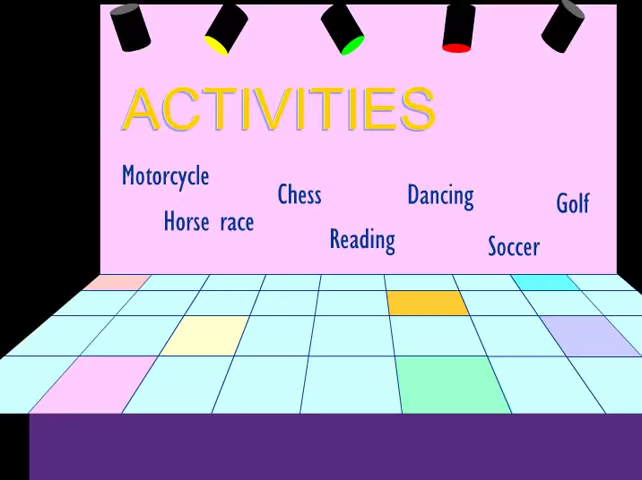 ACTIVITIES
Motorcycle
Chess
Dancing
Golf
Horse race
Reading
Soccer